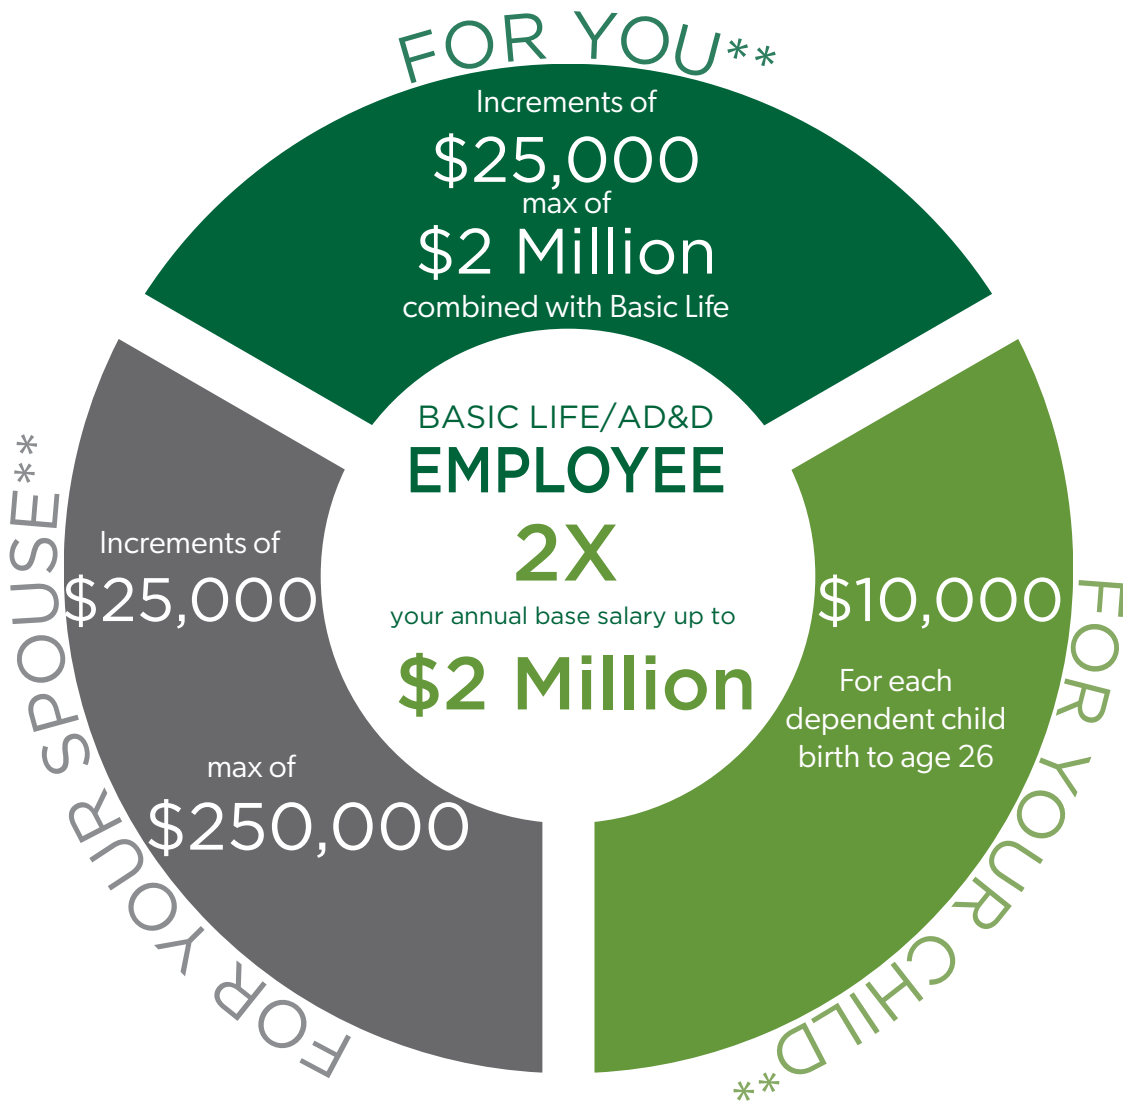 FOR YOU**
Increments of
$25,000
max of
$2 Million
combined with Basic Life
BASIC LIFE/AD&D
EMPLOYEE
2X
your annual base salary up to
$2 Million
FOR YOUR SPOUSE**
Increments of
$25,000
max of
$250,000
FOR YOUR CHILD**
$10,000
For each
dependent child
birth to age 26